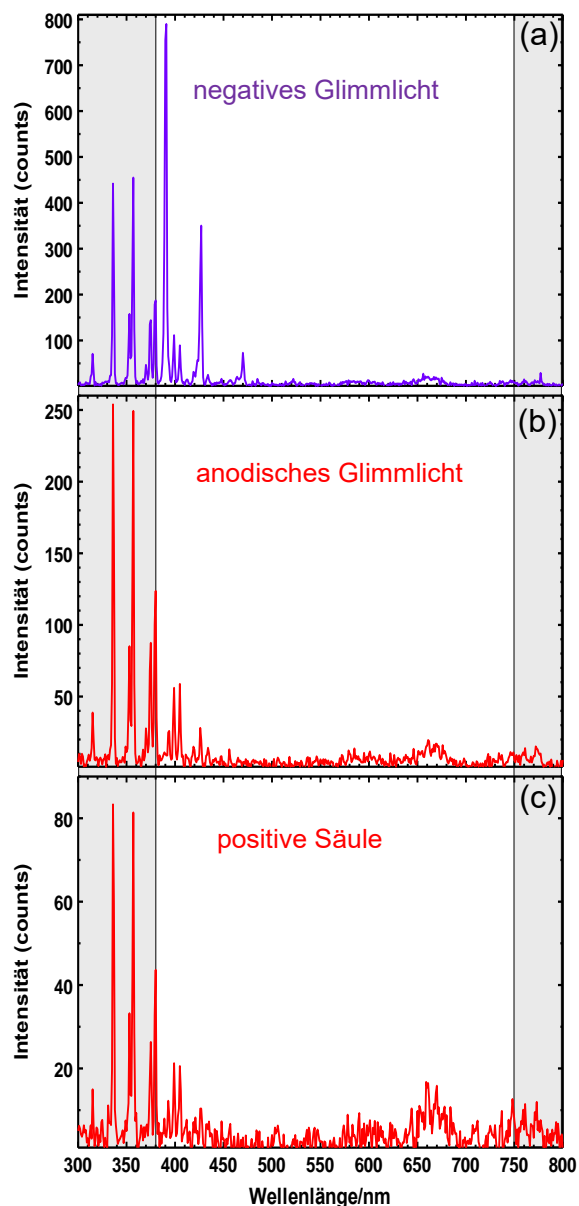 (a)
negatives Glimmlicht
Intensität (counts)
800
700
600
500
400
300
200
100
(b)
anodisches Glimmlicht
Intensität (counts)
250
200
150
100
50
(c)
positive Säule
Intensität (counts)
80
60
40
20
300 350 400 450 500 550 600 650 700 750 800
Wellenlänge/nm